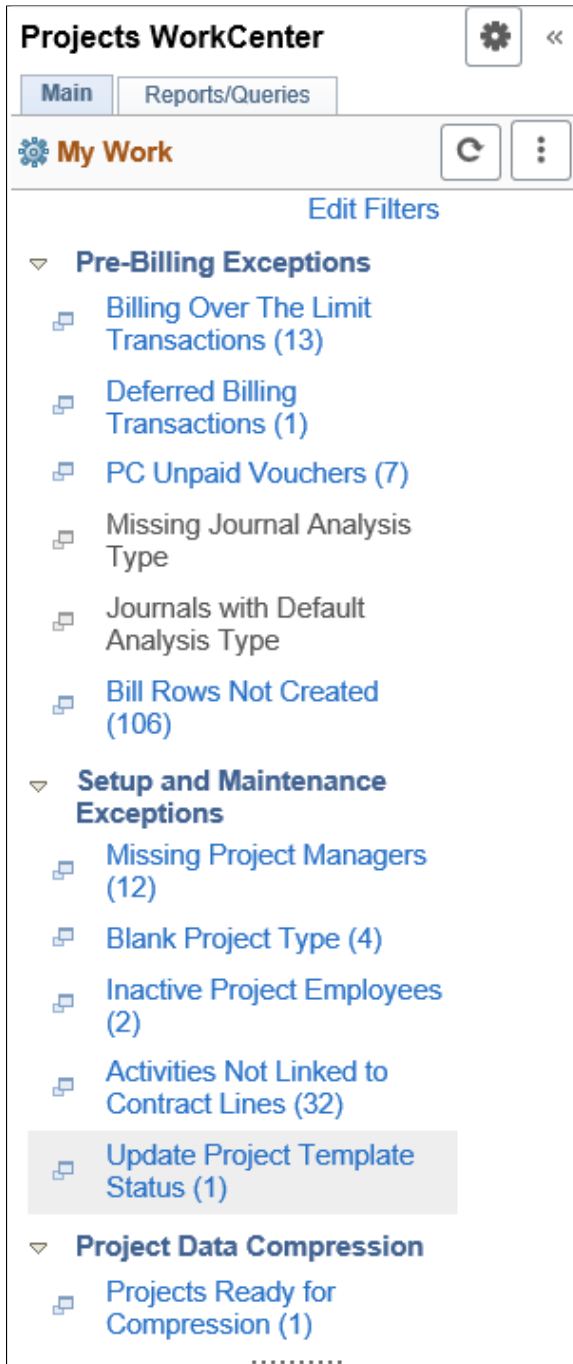 Projects WorkCenter
«
Main
Reports/Queries
My Work
Edit Filters
Pre-Billing Exceptions
Billing Over The Limit
Transactions (13)
Deferred Billing
Transactions (1)
PC Unpaid Vouchers (7)
Missing Journal Analysis
Type
Journals with Default
Analysis Type
Bill Rows Not Created
(106)
Setup and Maintenance
Exceptions
Missing Project Managers
(12)
Blank Project Type (4)
Inactive Project Employees
(2)
Activities Not Linked to
Contract Lines (32)
Update Project Template
Status (1)
Project Data Compression
Projects Ready for
Compression (1)